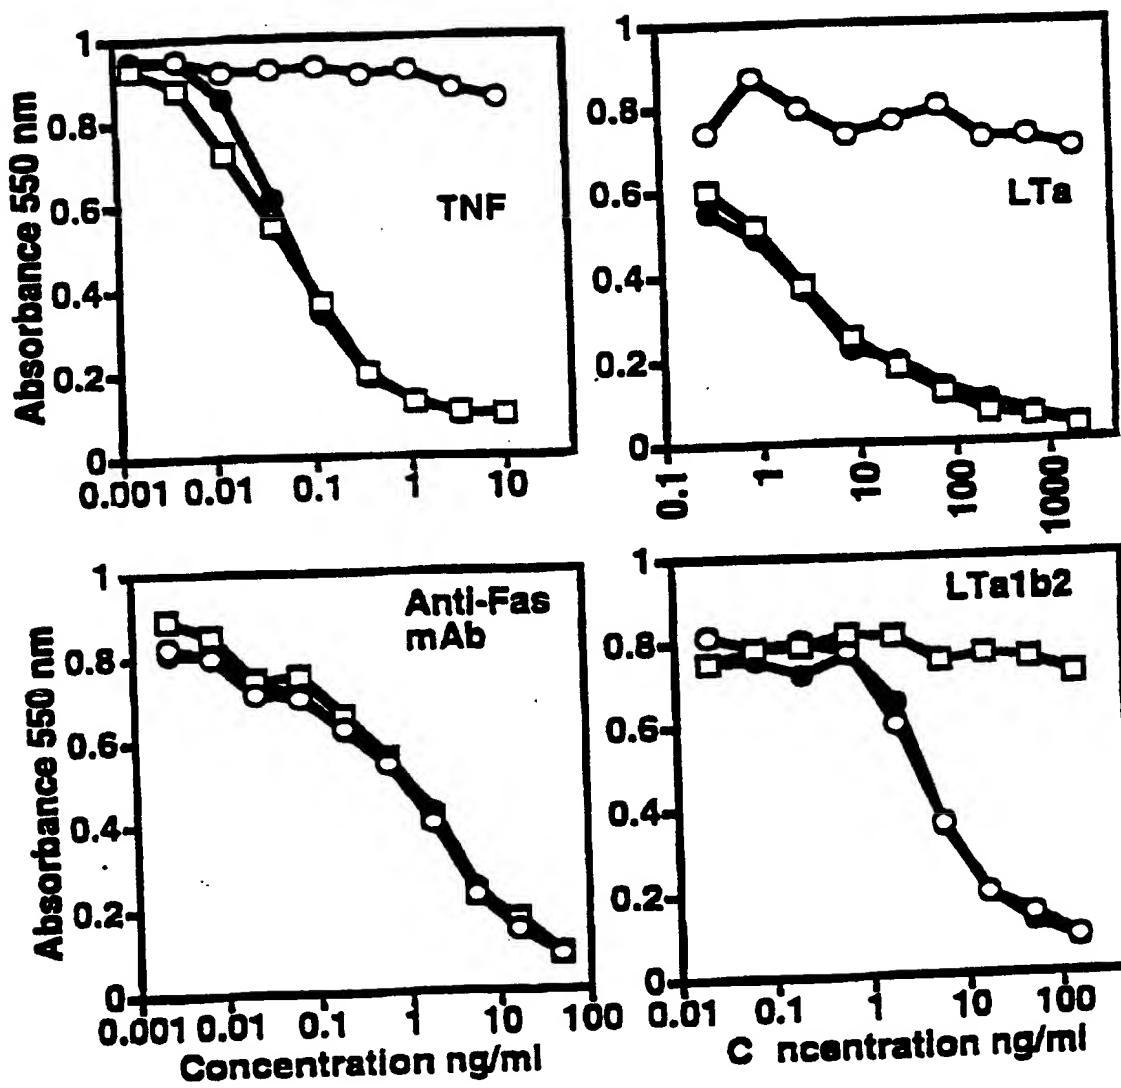 1
0.8
0.6
0.4
0.2
0
Absorbance 550 nm
TNF
0.001 0.01 0.1 1 10
1
0.8
0.6
0.4
0.2
0
LTa
0.1 1 10 100 1000
1
0.8
0.6
0.4
0.2
0
Absorbance 550 nm
Anti-Fas
mAb
0.001 0.01 0.1 1 10 100
Concentration ng/ml
1
0.8
0.6
0.4
0.2
0
LTa1b2
0.01 0.1 1 10 100
C ncentration ng/ml